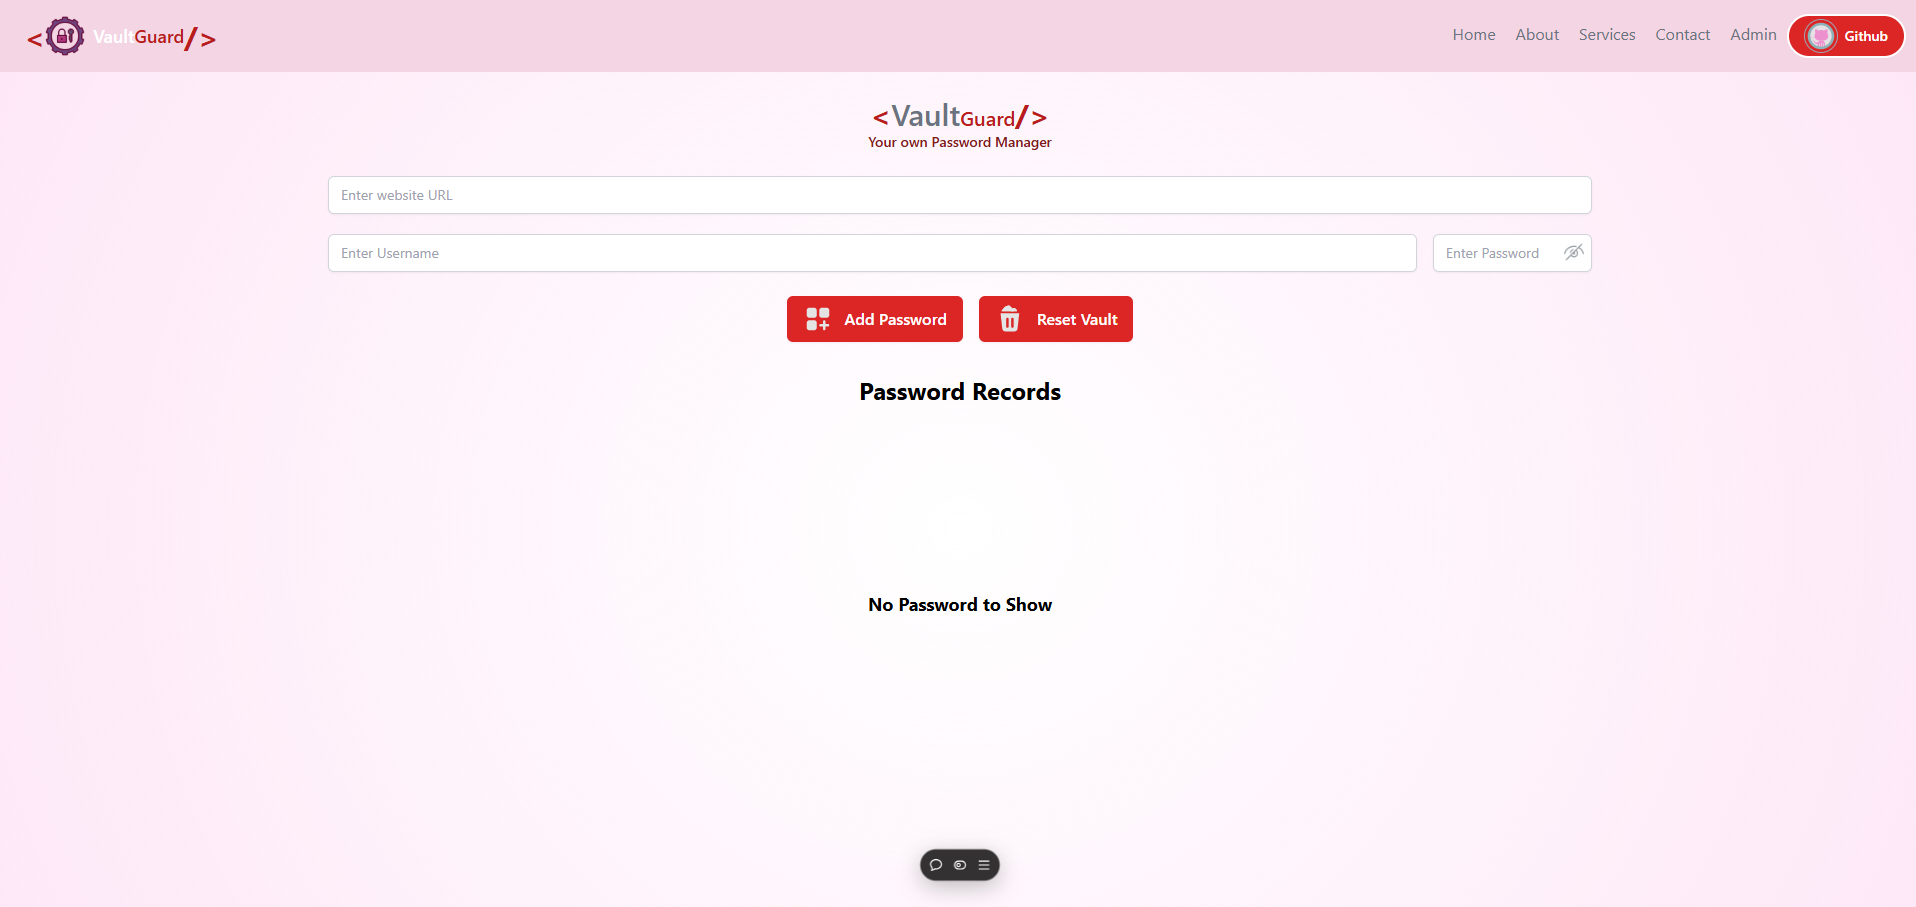 <VaultGuard/>
Home About Services Contact Admin Github
<VaultGuard/>
Your own Password Manager
Enter website URL
Enter Username Enter Password
Add Password Reset Vault
Password Records
No Password to Show